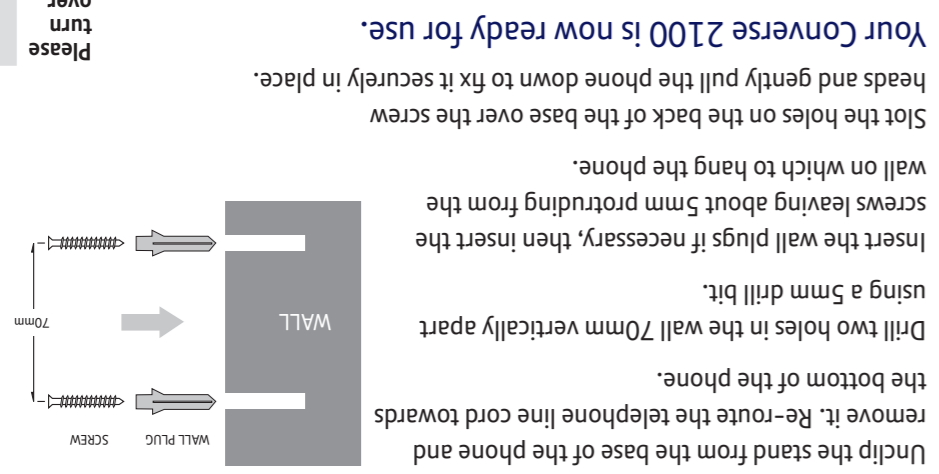 Unclip the stand from the base of the phone and
remove it. Re-route the telephone line cord towards
the bottom of the phone.
Drill two holes in the wall 70mm vertically apart
using a 5mm drill bit.
Insert the wall plugs if necessary, then insert the
screws leaving about 5mm protruding from the
wall on which to hang the phone.
Slot the holes on the back of the base over the screw
heads and gently pull the phone down to fix it securely in place.
Your Converse 2100 is now ready for use.
WALL PLUG
SCREW
WALL
70mm
Please
turn
over